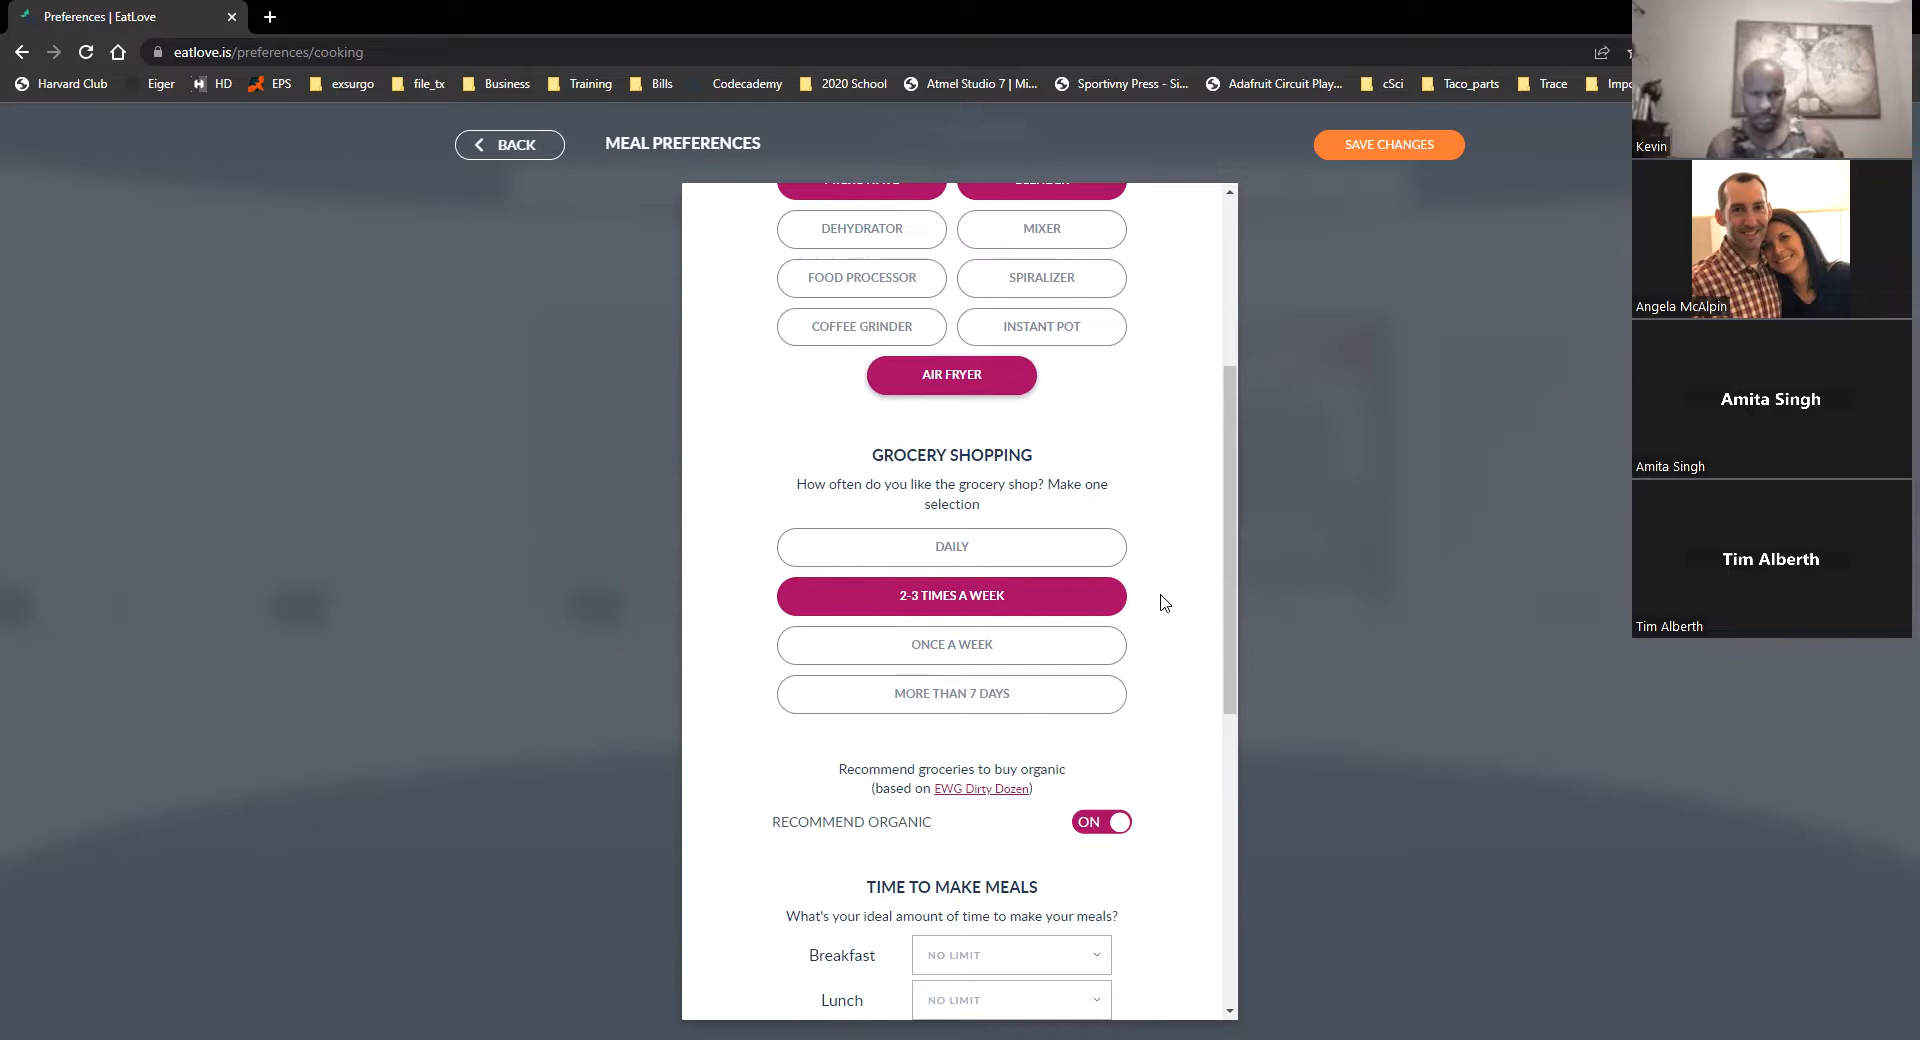 Preferences | EatLove
eatlove.is/preferences/cooking
Harvard Club Eiger HD EPS exsurgo file_tx Business Training Bills Codecademy 2020 School Atmel Studio 7 | Mi... Sportivny Press - Si... Adafruit Circuit Play... cSci Taco_parts Trace Impo
BACK
MEAL PREFERENCES
SAVE CHANGES
DEHYDRATOR
MIXER
FOOD PROCESSOR
SPIRALIZER
COFFEE GRINDER
INSTANT POT
AIR FRYER
GROCERY SHOPPING
How often do you like the grocery shop? Make one
selection
DAILY
2-3 TIMES A WEEK
ONCE A WEEK
MORE THAN 7 DAYS
Recommend groceries to buy organic
(based on EWG Dirty Dozen)
RECOMMEND ORGANIC
ON
TIME TO MAKE MEALS
What's your ideal amount of time to make your meals?
Breakfast
NO LIMIT
Lunch
NO LIMIT
Kevin
Angela McAlpin
Amita Singh
Amita Singh
Tim Alberth
Tim Alberth